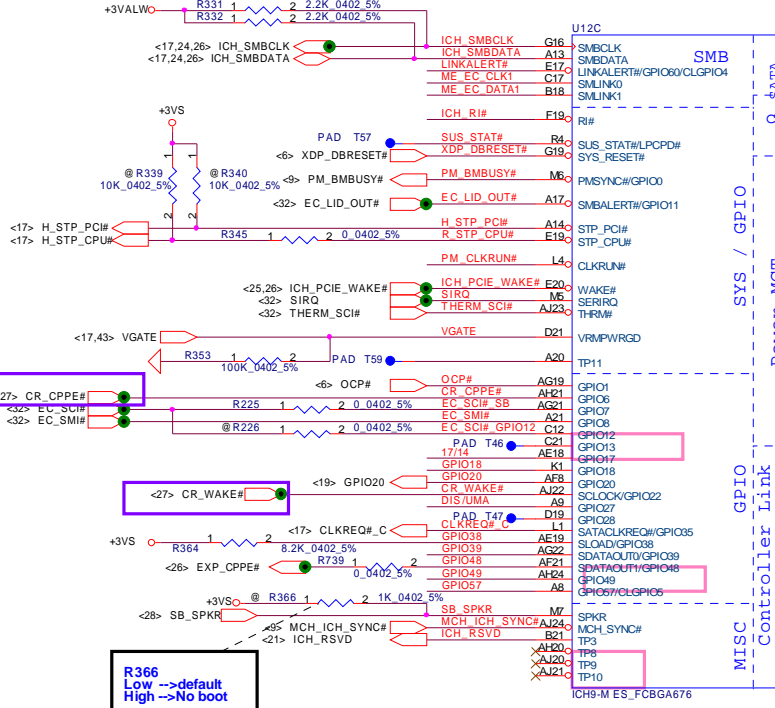 R331 1 2 2.2K_0402_5%
+3VALW
R332 1 2 2.2K_0402_5%
U12C
<17,24,26> ICH_SMBCLK ICH_SMBCLK G16 SMBCLK SMB
<17,24,26> ICH_SMBDATA ICH_SMBDATA A13 SMBDATA
LINKALERT# E17 LINKALERT#/GPIO60/CLGPIO4
ME_EC_CLK1 C17 SMLINK0
ME_EC_DATA1 B18 SMLINK1
ICH_RI# F19 RI#
+3VS
PAD T57 SUS_STAT# R4 SUS_STAT#/LPCPD#
<6> XDP_DBRESET# XDP_DBRESET# G19 SYS_RESET#
@ R339 1 2 10K_0402_5%
@ R340 1 2 10K_0402_5%
<9> PM_BMBUSY# PM_BMBUSY# M6 PMSYNC#/GPIO0
<32> EC_LID_OUT# EC_LID_OUT# A17 SMBALERT#/GPIO11
<17> H_STP_PCI# H_STP_PCI# A14 STP_PCI#
<17> H_STP_CPU# R345 1 2 0_0402_5% R_STP_CPU# E19 STP_CPU#
PM_CLKRUN# L4 CLKRUN#
<25,26> ICH_PCIE_WAKE# ICH_PCIE_WAKE# E20 WAKE#
<32> SIRQ SIRQ M5 SERIRQ
<32> THERM_SCI# THERM_SCI# AJ23 THRM#
<17,43> VGATE VGATE D21 VRMPWRGD
R353 1 2 100K_0402_5% PAD T59 A20 TP11
SYS / GPIO
<6> OCP# OCP# AG19 GPIO1
27> CR_CPPE# CR_CPPE# AH21 GPIO6
<32> EC_SCI# R225 1 2 0_0402_5% EC_SCI#_SB AG21 GPIO7
<32> EC_SMI# EC_SMI# A21 GPIO8
@ R226 1 2 0_0402_5% EC_SCI#_GPIO12 C12 GPIO12
PAD T46 C21 GPIO13
17/14 AE18 GPIO17
GPIO18 K1 GPIO18
<19> GPIO20 GPIO20 AF8 GPIO20
<27> CR_WAKE# CR_WAKE# AJ22 SCLOCK/GPIO22
DIS/UMA A9 GPIO27
PAD T47 D19 GPIO28
<17> CLKREQ#_C CLKREQ#_C L1 SATACLKREQ#/GPIO35
+3VS R364 1 2 8.2K_0402_5% GPIO38 AE19 SLOAD/GPIO38
GPIO39 AG22 SDATAOUT0/GPIO39
<26> EXP_CPPE# R739 1 2 0_0402_5% GPIO48 AF21 SDATAOUT1/GPIO48
GPIO49 AH24 GPIO49
GPIO57 A8 GPIO57/CLGPIO5
GPIO
Controller Link
+3VS @ R366 1 2 1K_0402_5%
<28> SB_SPKR SB_SPKR M7 SPKR
<9> MCH_ICH_SYNC# MCH_ICH_SYNC# AJ24 MCH_SYNC#
<21> ICH_RSVD ICH_RSVD B21 TP3
AH20 TP8
AJ20 TP9
AJ21 TP10
MISC
ICH9-M ES_FCBGA676
R366
Low -->default
High -->No boot